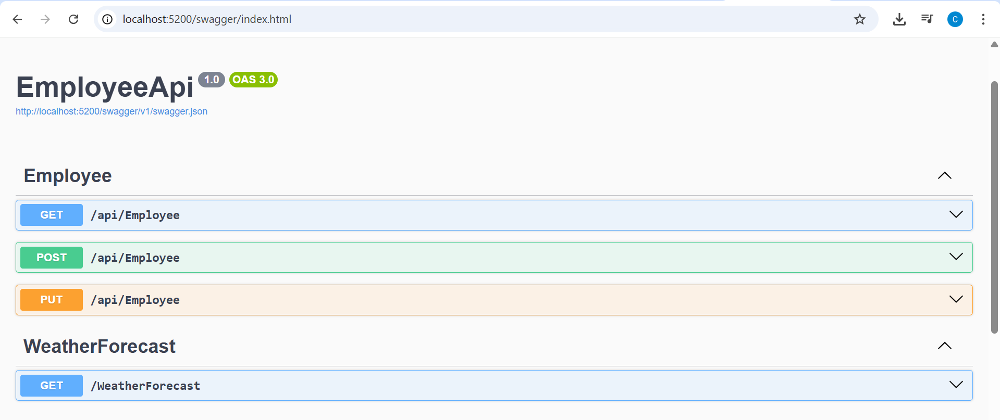 localhost:5200/swagger/index.html
C
EmployeeApi 1.0 OAS 3.0
http://localhost:5200/swagger/v1/swagger.json
Employee
GET /api/Employee
POST /api/Employee
PUT /api/Employee
WeatherForecast
GET /WeatherForecast